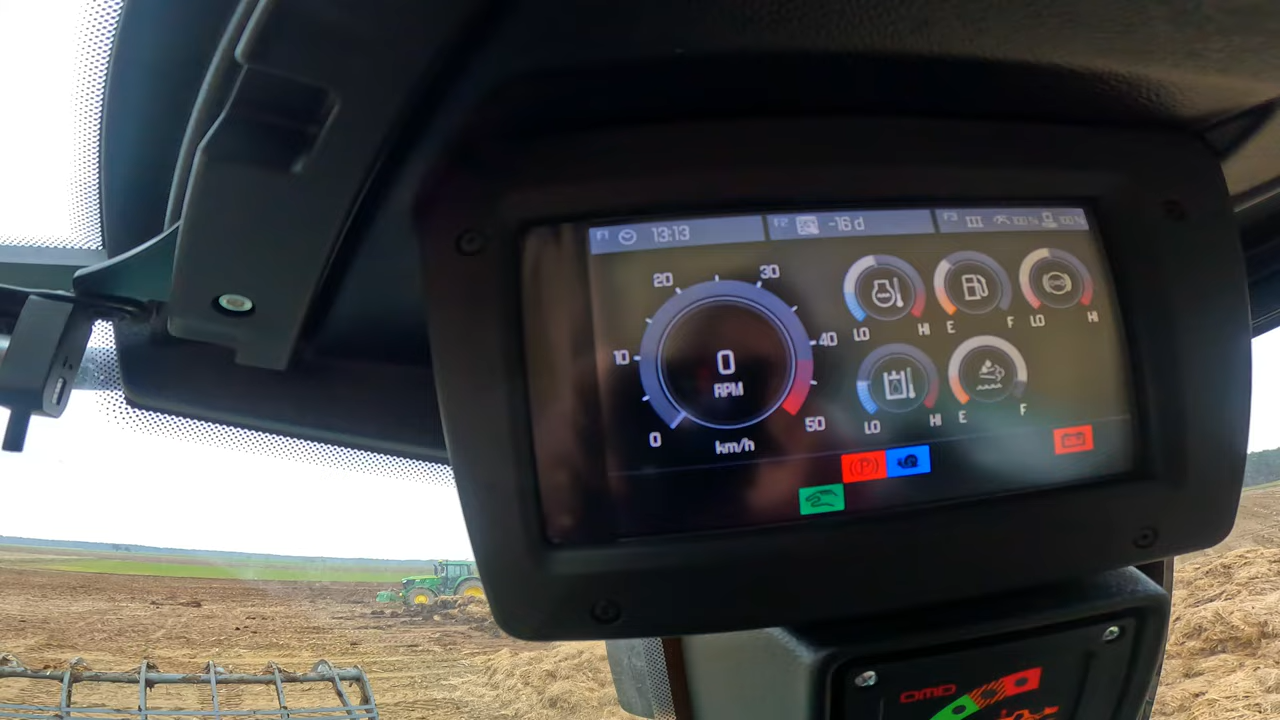 F1 13:13
F2 -16 d
F3 100 % 100 %
20 30
10 40
0 50
0
RPM
km/h
LO HI
E F
LO HI
LO HI
E F
(P)
OMD